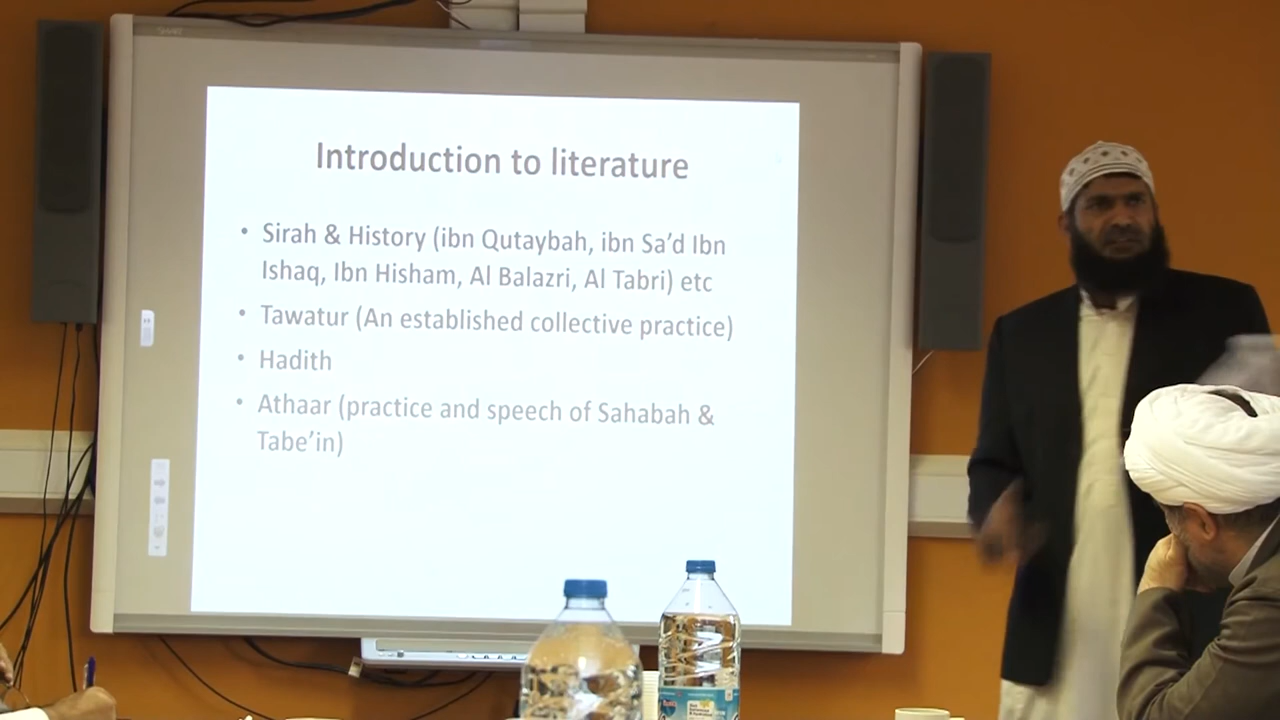 SMART
Introduction to literature
• Sirah & History (ibn Qutaybah, ibn Sa'd Ibn
Ishaq, Ibn Hisham, Al Balazri, Al Tabri) etc
• Tawatur (An established collective practice)
• Hadith
• Athaar (practice and speech of Sahabah &
Tabe'in)